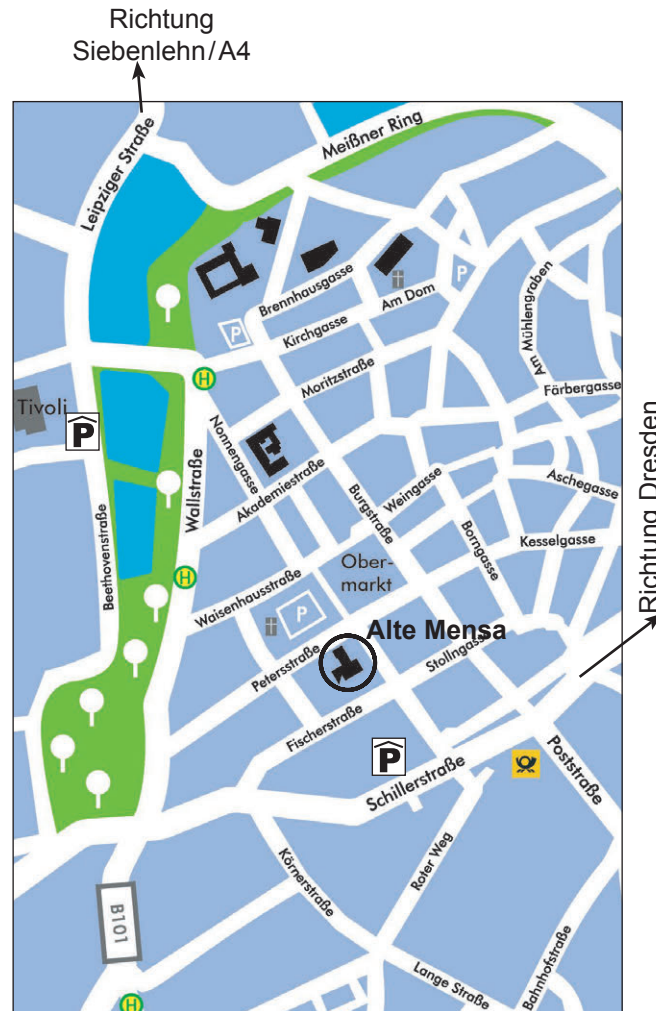 Richtung
Siebenlehn/A4
Leipziger Straße
Meißner Ring
Brennhausgasse
Am Dom
P
P
Kirchgasse
Am Mühlengraben
Moritzstraße
H
Färbergasse
Tivoli
P
Nonnengasse
Richtung Dresden
Wallstraße
Akademiestraße
Burgstraße
Weingasse
Aschegasse
Borngasse
Kesselgasse
Beethovenstraße
H
Waisenhausstraße
Ober-
markt
P
Alte Mensa
Petersstraße
Stollngasse
Fischerstraße
P
Schillerstraße
Poststraße
Körnerstraße
Roter Weg
B101
Lange Straße
Bahnhofstraße
H